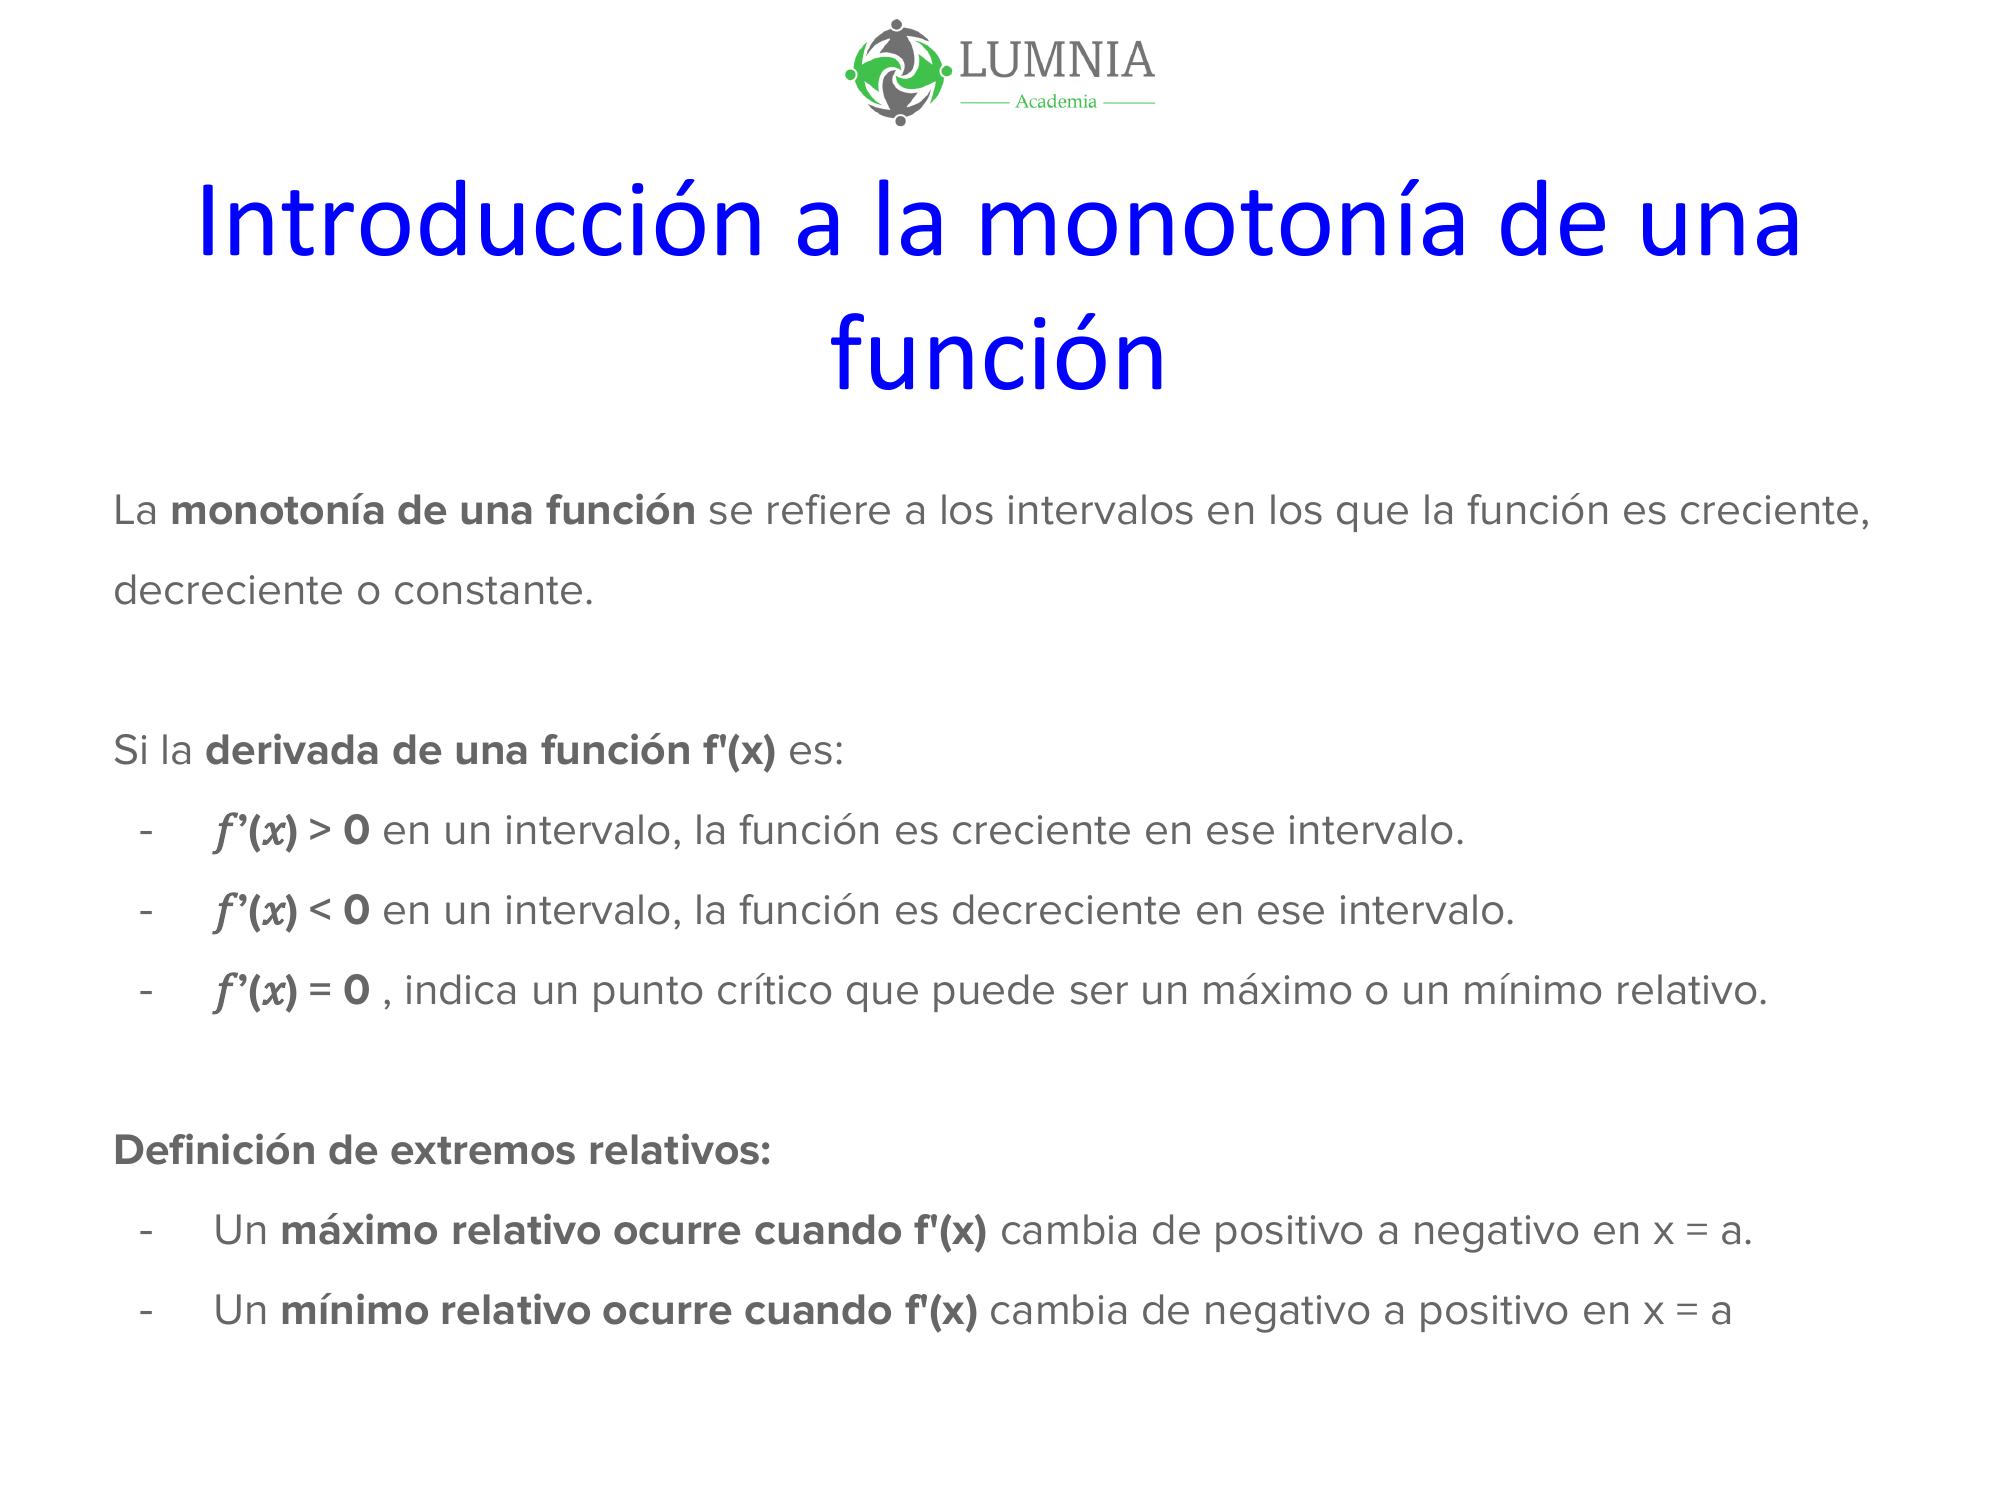 LUMNIA
Academia
Introducción a la monotonía de una
función
La monotonía de una función se refiere a los intervalos en los que la función es creciente,
decreciente o constante.
Si la derivada de una función f'(x) es:
- f’(x) > 0 en un intervalo, la función es creciente en ese intervalo.
- f’(x) < 0 en un intervalo, la función es decreciente en ese intervalo.
- f’(x) = 0 , indica un punto crítico que puede ser un máximo o un mínimo relativo.
Definición de extremos relativos:
- Un máximo relativo ocurre cuando f'(x) cambia de positivo a negativo en x = a.
- Un mínimo relativo ocurre cuando f'(x) cambia de negativo a positivo en x = a